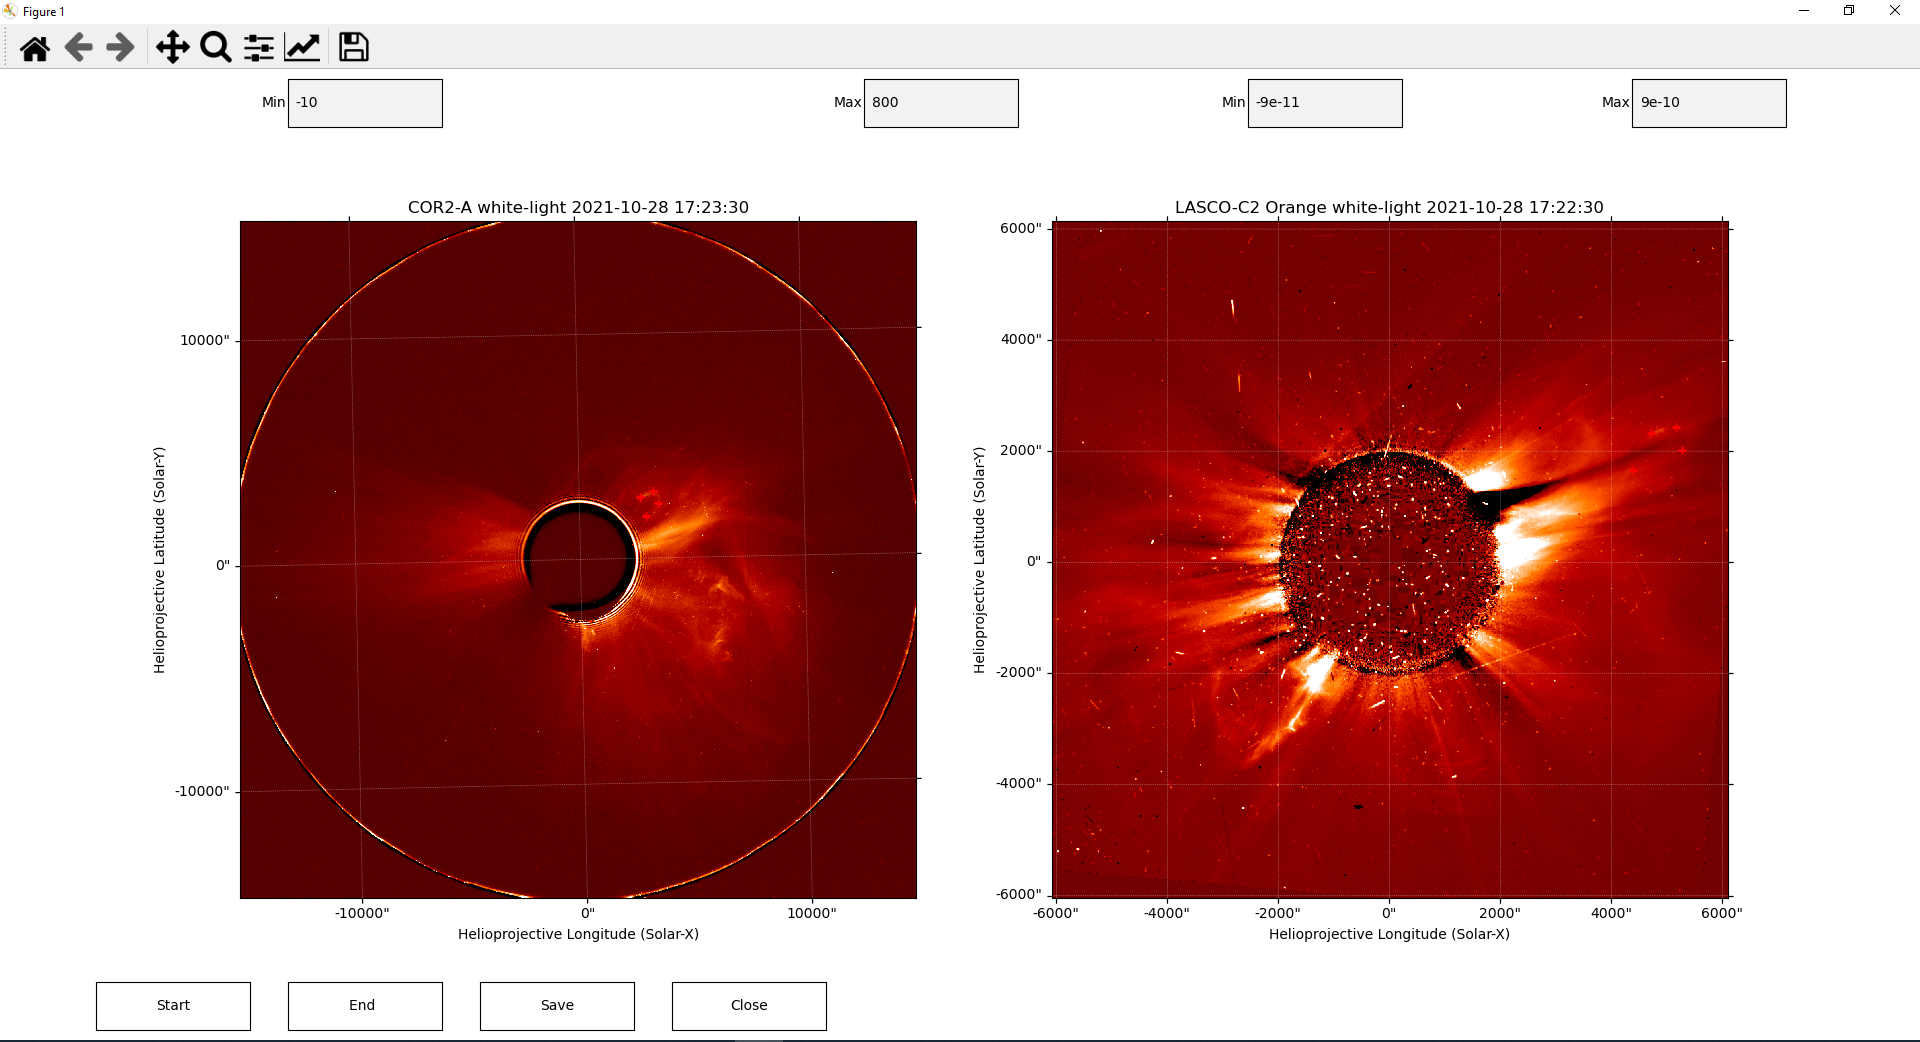 Figure 1
Min -10 Max 800 Min -9e-11 Max 9e-10
COR2-A white-light 2021-10-28 17:23:30
10000"
0"
-10000"
Helioprojective Latitude (Solar-Y)
-10000" 0" 10000"
Helioprojective Longitude (Solar-X)
LASCO-C2 Orange white-light 2021-10-28 17:22:30
6000"
4000"
2000"
0"
-2000"
-4000"
-6000"
Helioprojective Latitude (Solar-Y)
-6000" -4000" -2000" 0" 2000" 4000" 6000"
Helioprojective Longitude (Solar-X)
Start End Save Close